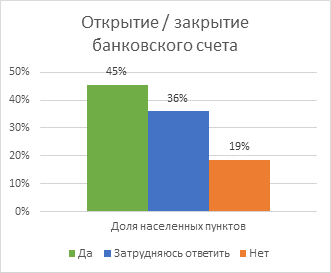 Открытие / закрытие
банковского счета
50%
45%
40%
36%
30%
20%
19%
10%
0%
Доля населенных пунктов
Да Затрудняюсь ответить Нет